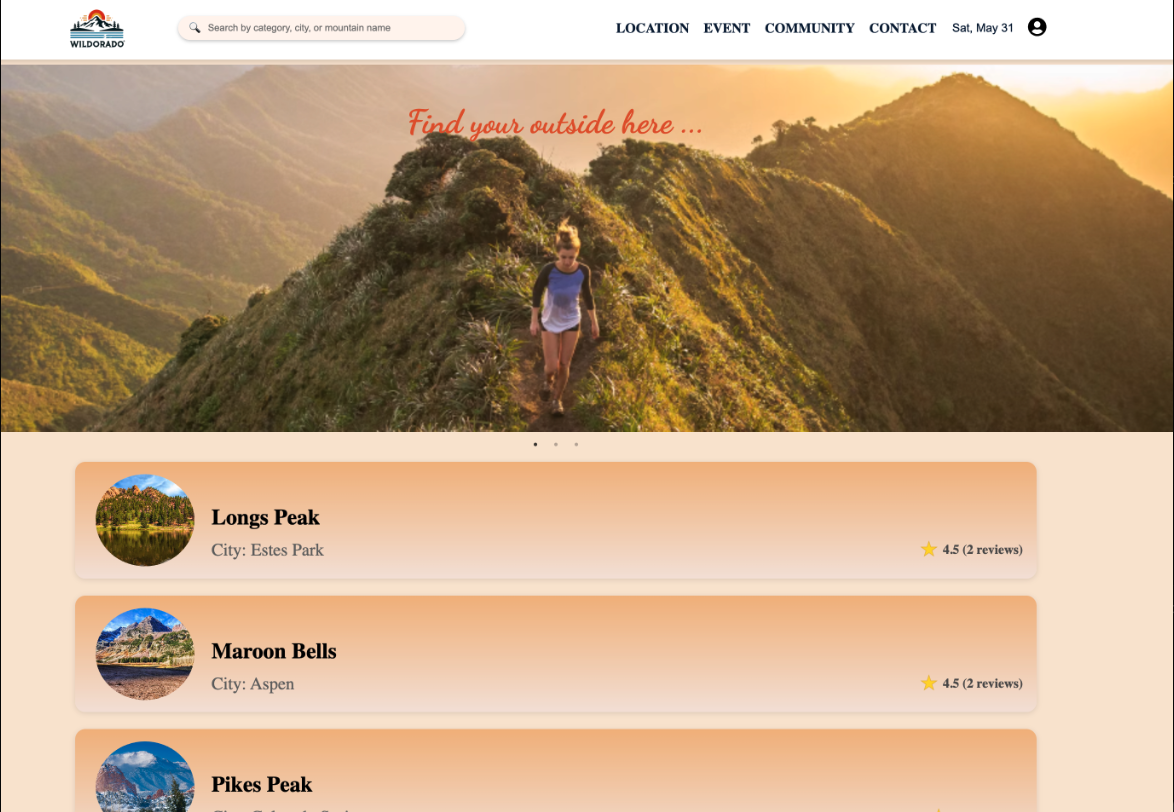 WILDORADO
Search by category, city, or mountain name
LOCATION EVENT COMMUNITY CONTACT Sat, May 31
Find your outside here ...
Longs Peak
City: Estes Park
4.5 (2 reviews)
Maroon Bells
City: Aspen
4.5 (2 reviews)
Pikes Peak